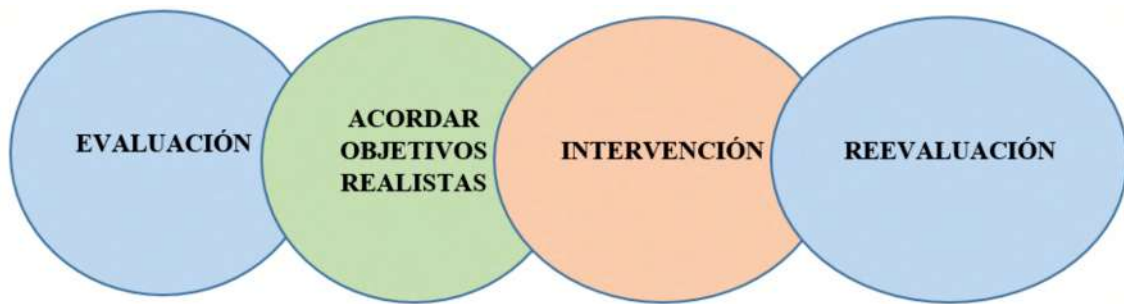 EVALUACIÓN
ACORDAR
OBJETIVOS
REALISTAS
INTERVENCIÓN
REEVALUACIÓN